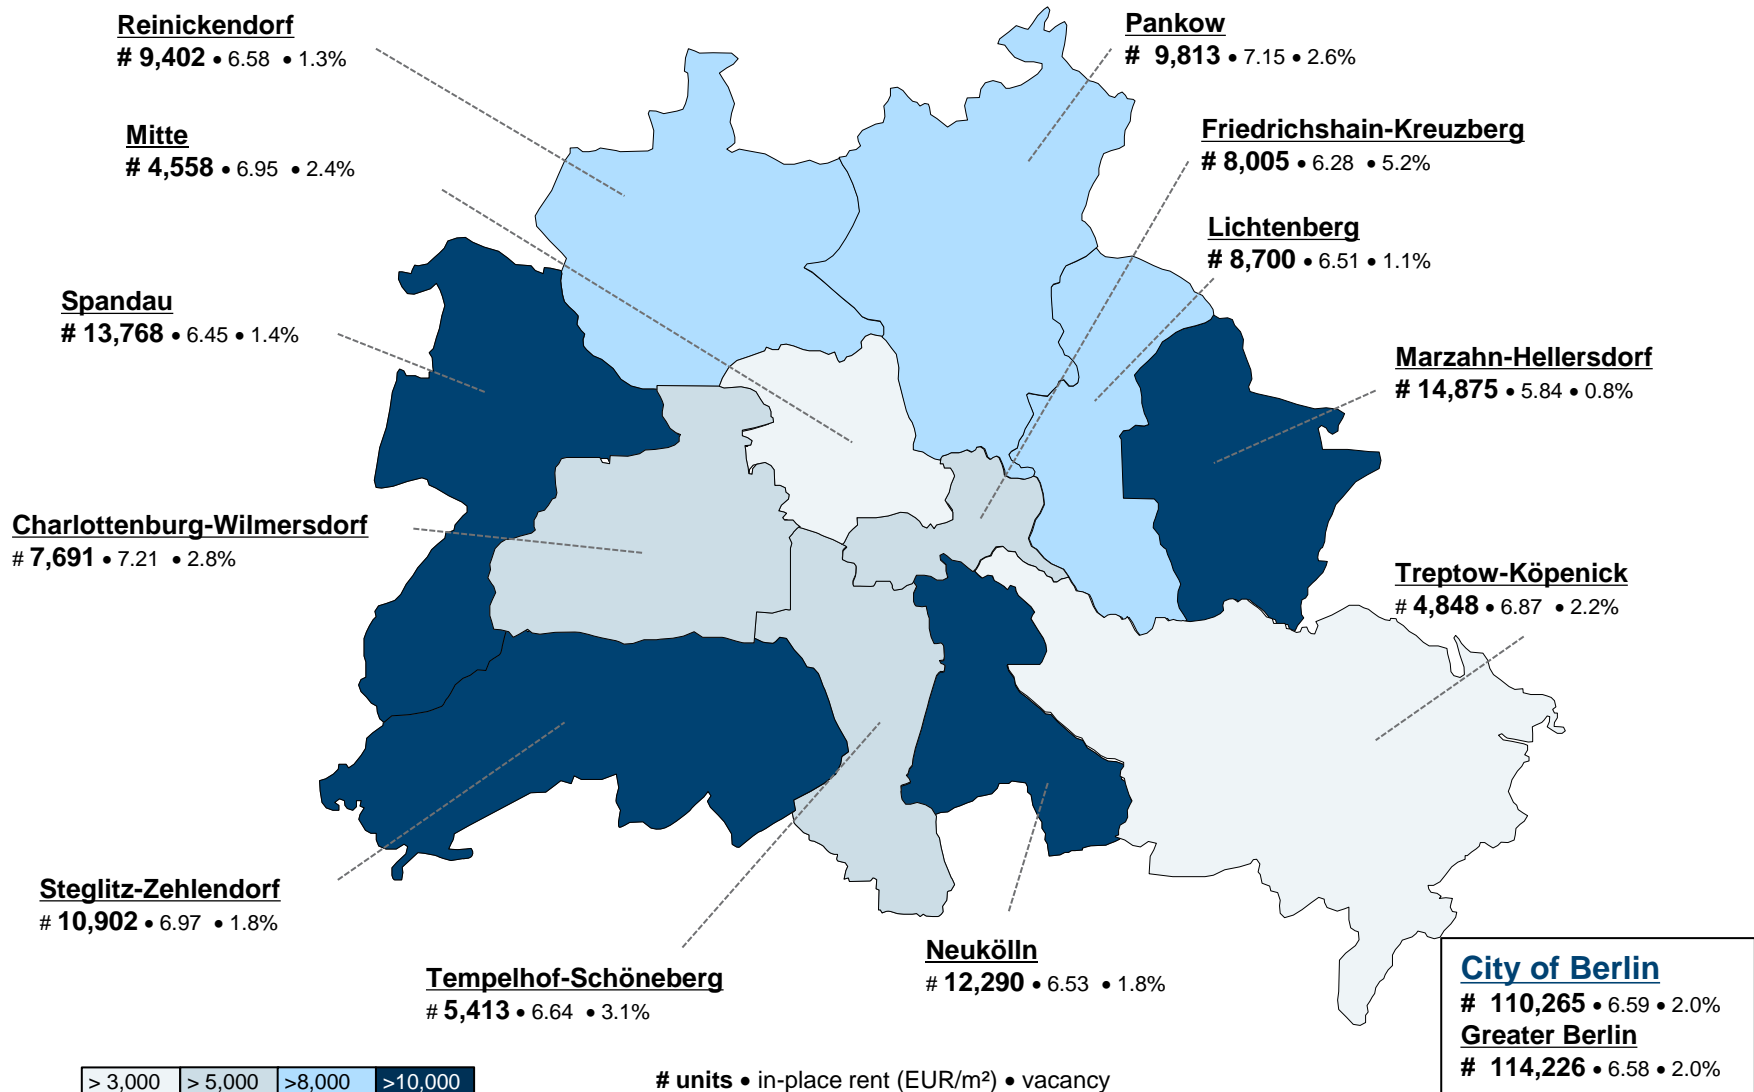 Reinickendorf
# 9,402 • 6.58 • 1.3%
Pankow
# 9,813 • 7.15 • 2.6%
Mitte
# 4,558 • 6.95 • 2.4%
Friedrichshain-Kreuzberg
# 8,005 • 6.28 • 5.2%
Lichtenberg
# 8,700 • 6.51 • 1.1%
Spandau
# 13,768 • 6.45 • 1.4%
Marzahn-Hellersdorf
# 14,875 • 5.84 • 0.8%
Charlottenburg-Wilmersdorf
# 7,691 • 7.21 • 2.8%
Treptow-Köpenick
# 4,848 • 6.87 • 2.2%
Steglitz-Zehlendorf
# 10,902 • 6.97 • 1.8%
Tempelhof-Schöneberg
# 5,413 • 6.64 • 3.1%
Neukölln
# 12,290 • 6.53 • 1.8%
City of Berlin
# 110,265 • 6.59 • 2.0%
Greater Berlin
# 114,226 • 6.58 • 2.0%
> 3,000 > 5,000 >8,000 >10,000
# units • in-place rent (EUR/m²) • vacancy